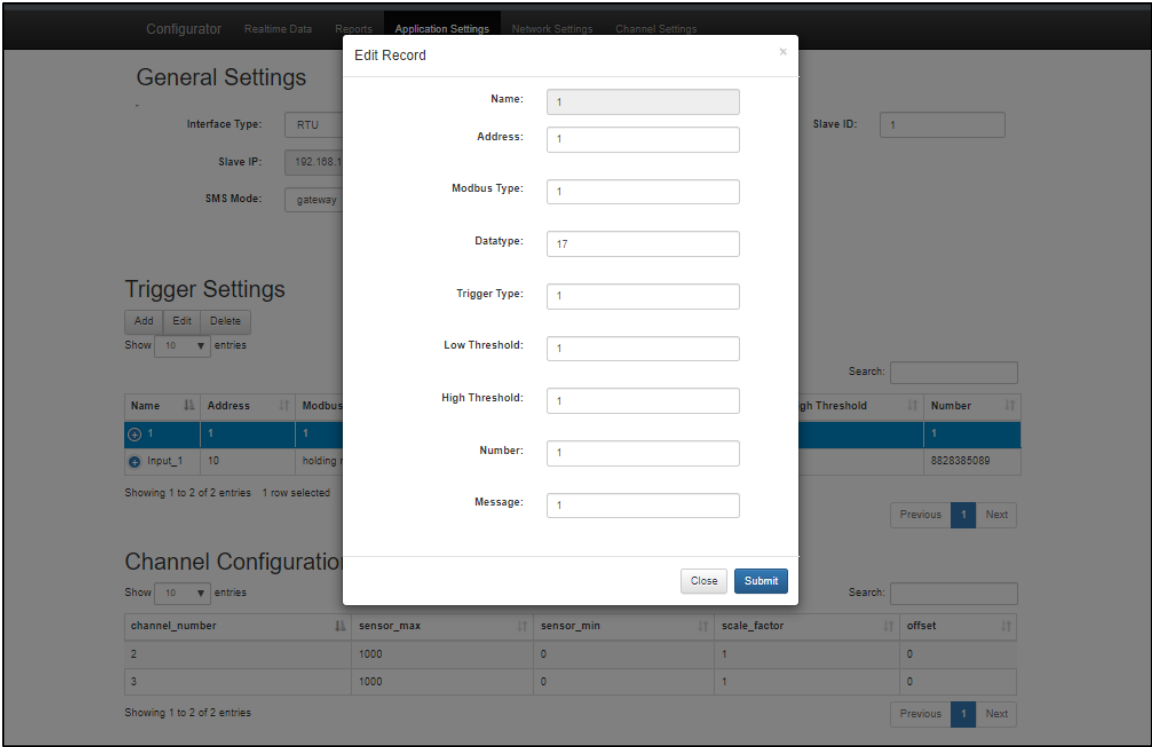 Configurator Realtime Data Reports Application Settings Network Settings Channel Settings
Edit Record ×
General Settings
Name: 1
Interface Type: RTU
Slave ID: 1
Address: 1
Slave IP: 192.168.1
Modbus Type: 1
SMS Mode: gateway
Datatype: 17
Trigger Settings
Trigger Type: 1
Add Edit Delete
Show 10 entries
Low Threshold: 1
Search:
High Threshold: 1
Name Address Modbus gh Threshold Number
1 1 1 1
Number: 1
Input_1 10 holding r 8828385089
Showing 1 to 2 of 2 entries 1 row selected
Message: 1
Previous 1 Next
Channel Configuratio
Close Submit
Show 10 entries
Search:
channel_number sensor_max sensor_min scale_factor offset
2 1000 0 1 0
3 1000 0 1 0
Showing 1 to 2 of 2 entries
Previous 1 Next